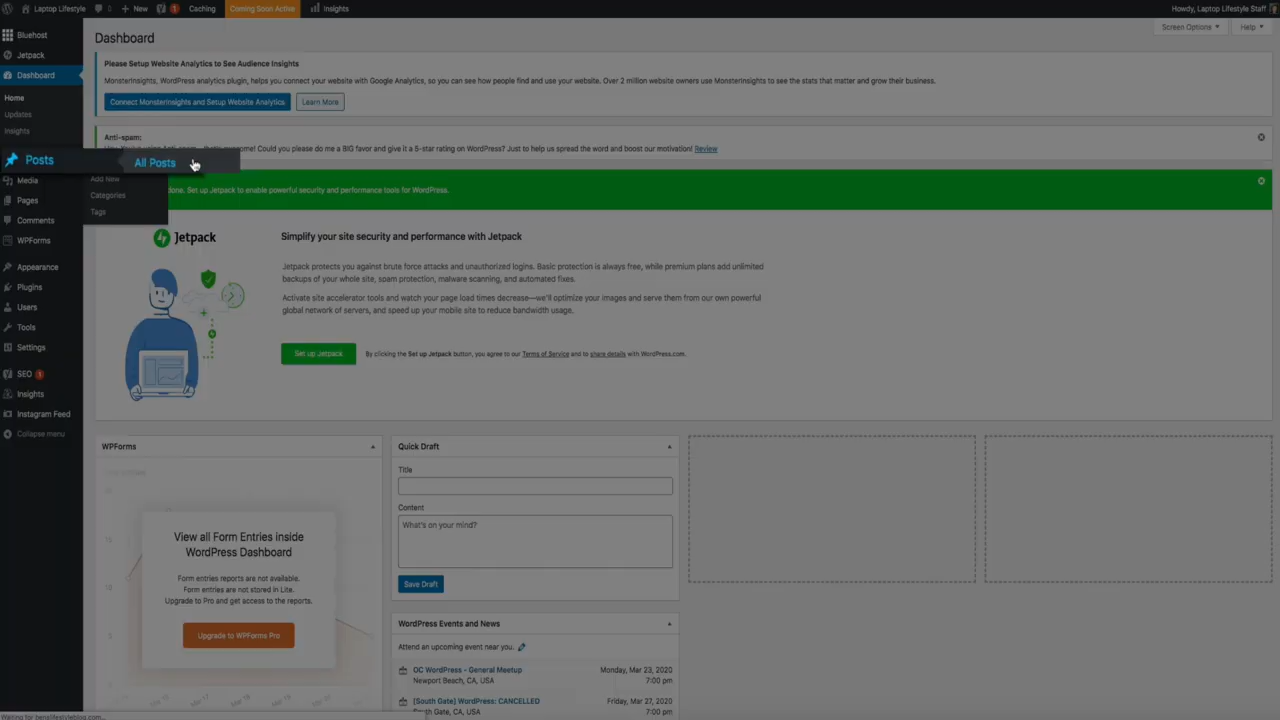 Laptop Lifestyle
0
+ New
1
Caching
Coming Soon Active
Insights
Howdy, Laptop Lifestyle Staff
Bluehost
Jetpack
Dashboard
Home
Updates
Insights
Posts
All Posts
Add New
Categories
Tags
Media
Pages
Comments
WPForms
Appearance
Plugins
Users
Tools
Settings
SEO 1
Insights
Instagram Feed
Collapse menu
Dashboard
Screen Options
Help
Please Setup Website Analytics to See Audience Insights
MonsterInsights, WordPress analytics plugin, helps you connect your website with Google Analytics, so you can see how people find and use your website. Over 2 million website owners use MonsterInsights to see the stats that matter and grow their business.
Connect MonsterInsights and Setup Website Analytics
Learn More
Anti-spam:
Could you please do me a BIG favor and give it a 5-star rating on WordPress? Just to help us spread the word and boost our motivation! Review
done. Set up Jetpack to enable powerful security and performance tools for WordPress.
Jetpack
Simplify your site security and performance with Jetpack
Jetpack protects you against brute force attacks and unauthorized logins. Basic protection is always free, while premium plans add unlimited
backups of your whole site, spam protection, malware scanning, and automated fixes.
Activate site accelerator tools and watch your page load times decrease—we'll optimize your images and serve them from our own powerful
global network of servers, and speed up your mobile site to reduce bandwidth usage.
Set up Jetpack
By clicking the Set up Jetpack button, you agree to our Terms of Service and to share details with WordPress.com.
WPForms
View all Form Entries inside
WordPress Dashboard
Form entries reports are not available.
Form entries are not stored in Lite.
Upgrade to Pro and get access to the reports.
Upgrade to WPForms Pro
Quick Draft
Title
Content
What's on your mind?
Save Draft
WordPress Events and News
Attend an upcoming event near you.
OC WordPress - General Meetup
Monday, Mar 23, 2020
Newport Beach, CA, USA
7:00 pm
[South Gate] WordPress: CANCELLED
Friday, Mar 27, 2020
South Gate, CA, USA
7:00 pm
Waiting for benslifestyleblog.com...